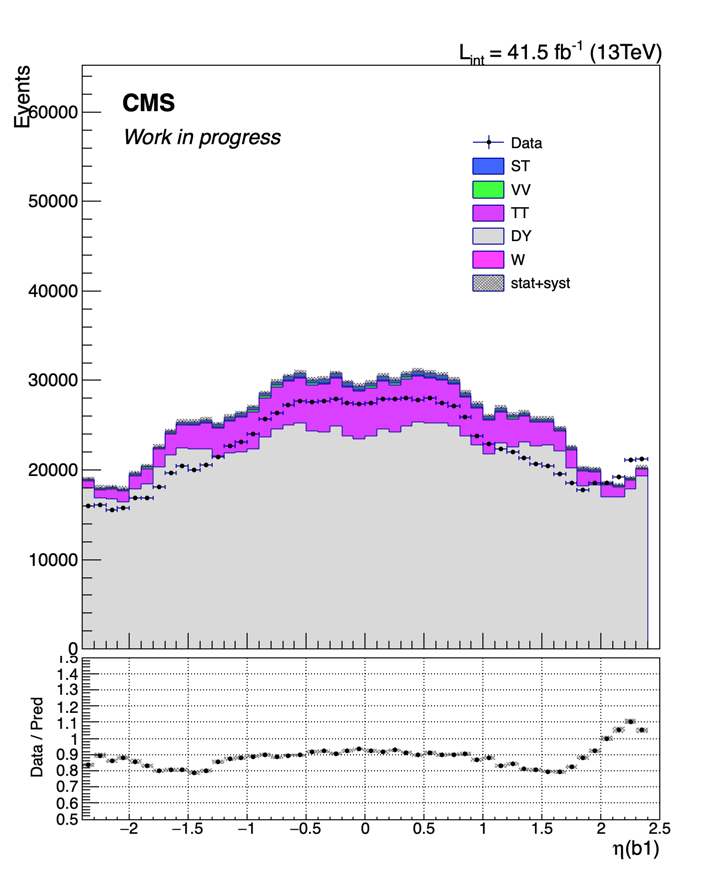 L_int = 41.5 fb⁻¹ (13TeV)
Events
CMS
Work in progress
Data
ST
VV
TT
DY
W
stat+syst
60000
50000
40000
30000
20000
10000
0
Data / Pred
1.5
1.4
1.3
1.2
1.1
1
0.9
0.8
0.7
0.6
0.5
−2 −1.5 −1 −0.5 0 0.5 1 1.5 2 2.5
η(b1)